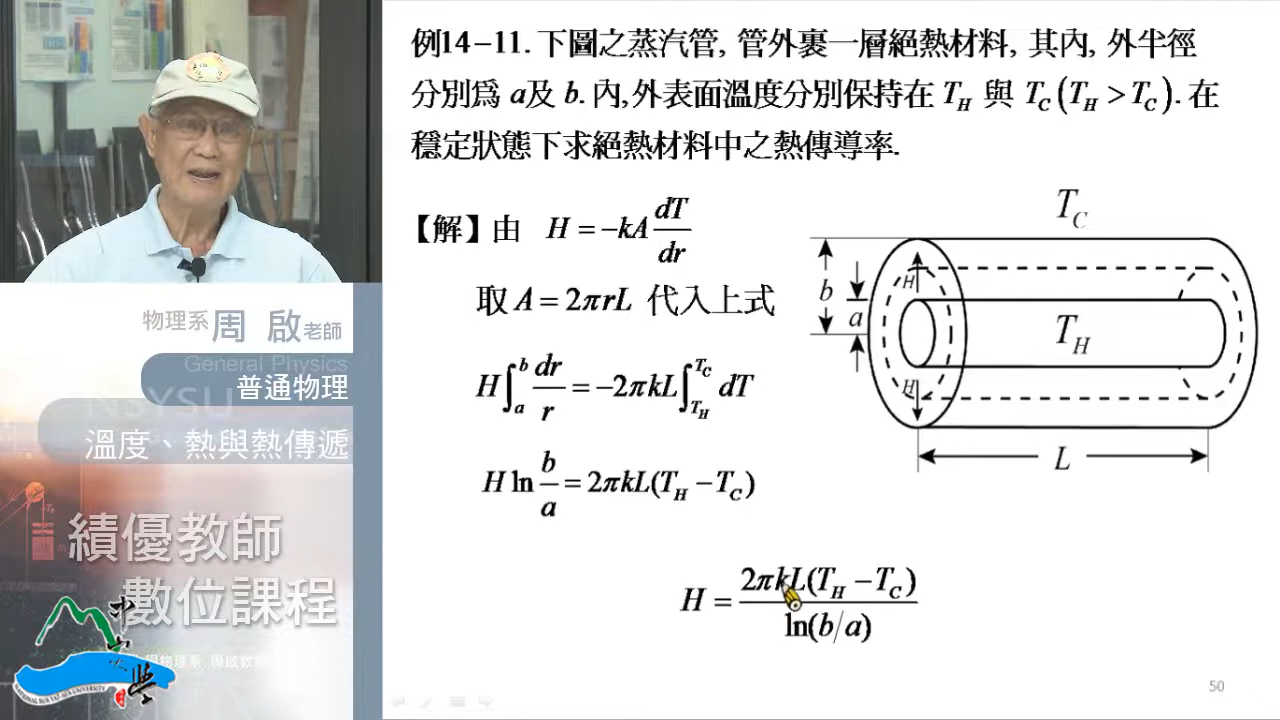 例14-11. 下圖之蒸汽管, 管外裹一層絕熱材料, 其內, 外半徑
分別為 a及 b. 內,外表面溫度分別保持在 T_H 與 T_C (T_H > T_C). 在
穩定狀態下求絕熱材料中之熱傳導率.
【解】由 H = -kA dT/dr
取 A = 2πrL 代入上式
H ∫_a^b dr/r = -2πkL ∫_{T_H}^{T_C} dT
H ln b/a = 2πkL(T_H - T_C)
H = 2πkL(T_H - T_C) / ln(b/a)
T_C
b
a
H
T_H
H
L
50
物理系 周 啟 老師
General Physics
普通物理
NSYSU
溫度、熱與熱傳遞
績優教師
數位課程